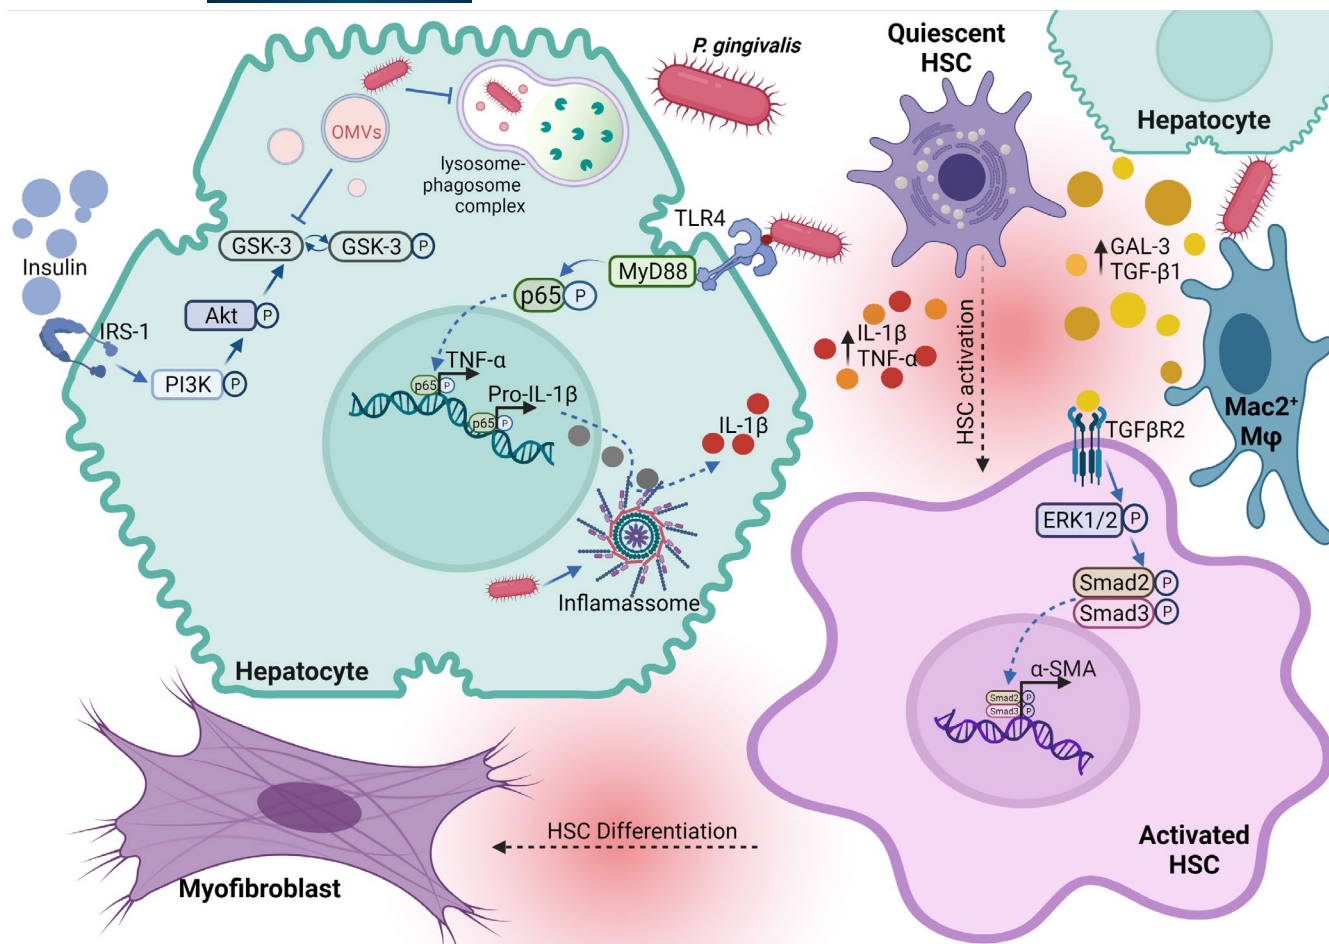 P. gingivalis
Quiescent
HSC
Hepatocyte
OMVs
lysosome-
phagosome
complex
TLR4
GSK-3
GSK-3
P
MyD88
Insulin
p65
P
GAL-3
TGF-β1
Akt
P
IRS-1
PI3K
P
IL-1β
TNF-α
HSC activation
TNF-α
p65
P
Pro-IL-1β
p65
P
IL-1β
Mac2+
Mφ
TGFβR2
ERK1/2
P
Inflamassome
Smad2
P
Smad3
P
Hepatocyte
α-SMA
Smad2
P
Smad3
P
HSC Differentiation
Myofibroblast
Activated
HSC